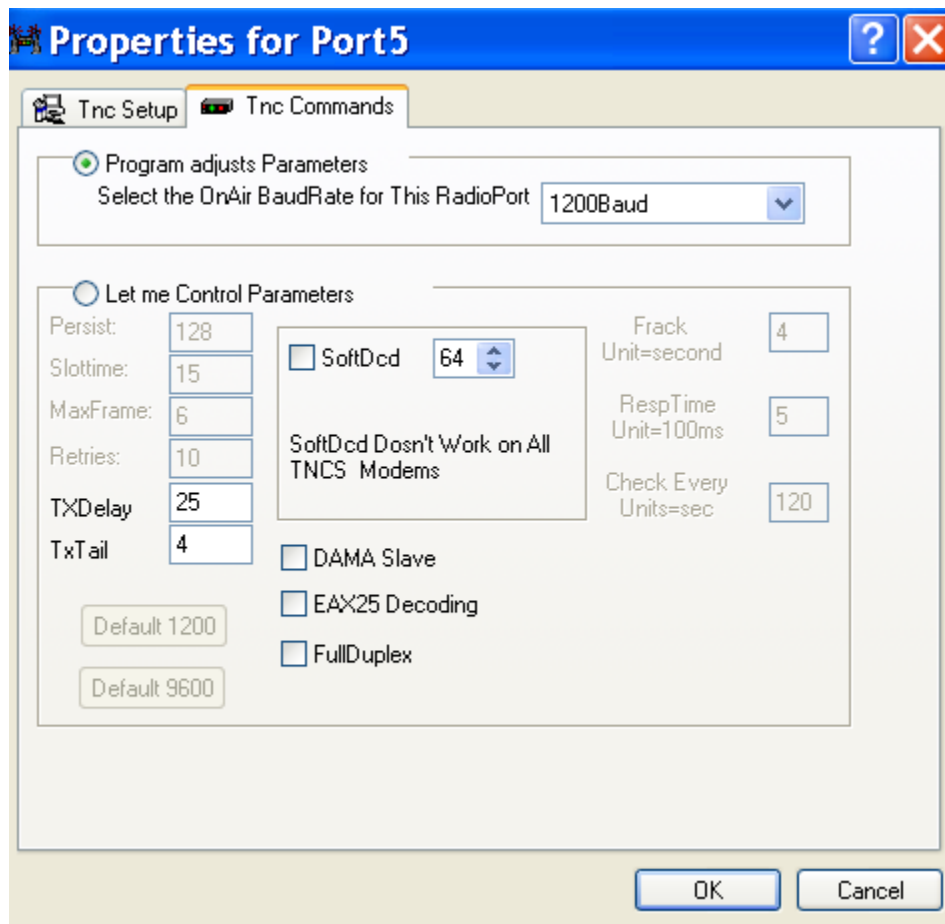 Properties for Port5
Tnc Setup
Tnc Commands
Program adjusts Parameters
Select the OnAir BaudRate for This RadioPort
1200Baud
Let me Control Parameters
Persist:
128
Slottime:
15
MaxFrame:
6
Retries:
10
TXDelay
25
TxTail
4
Default 1200
Default 9600
SoftDcd
64
SoftDcd Dosn't Work on All
TNCS Modems
DAMA Slave
EAX25 Decoding
FullDuplex
Frack
Unit=second
4
RespTime
Unit=100ms
5
Check Every
Units=sec
120
OK
Cancel